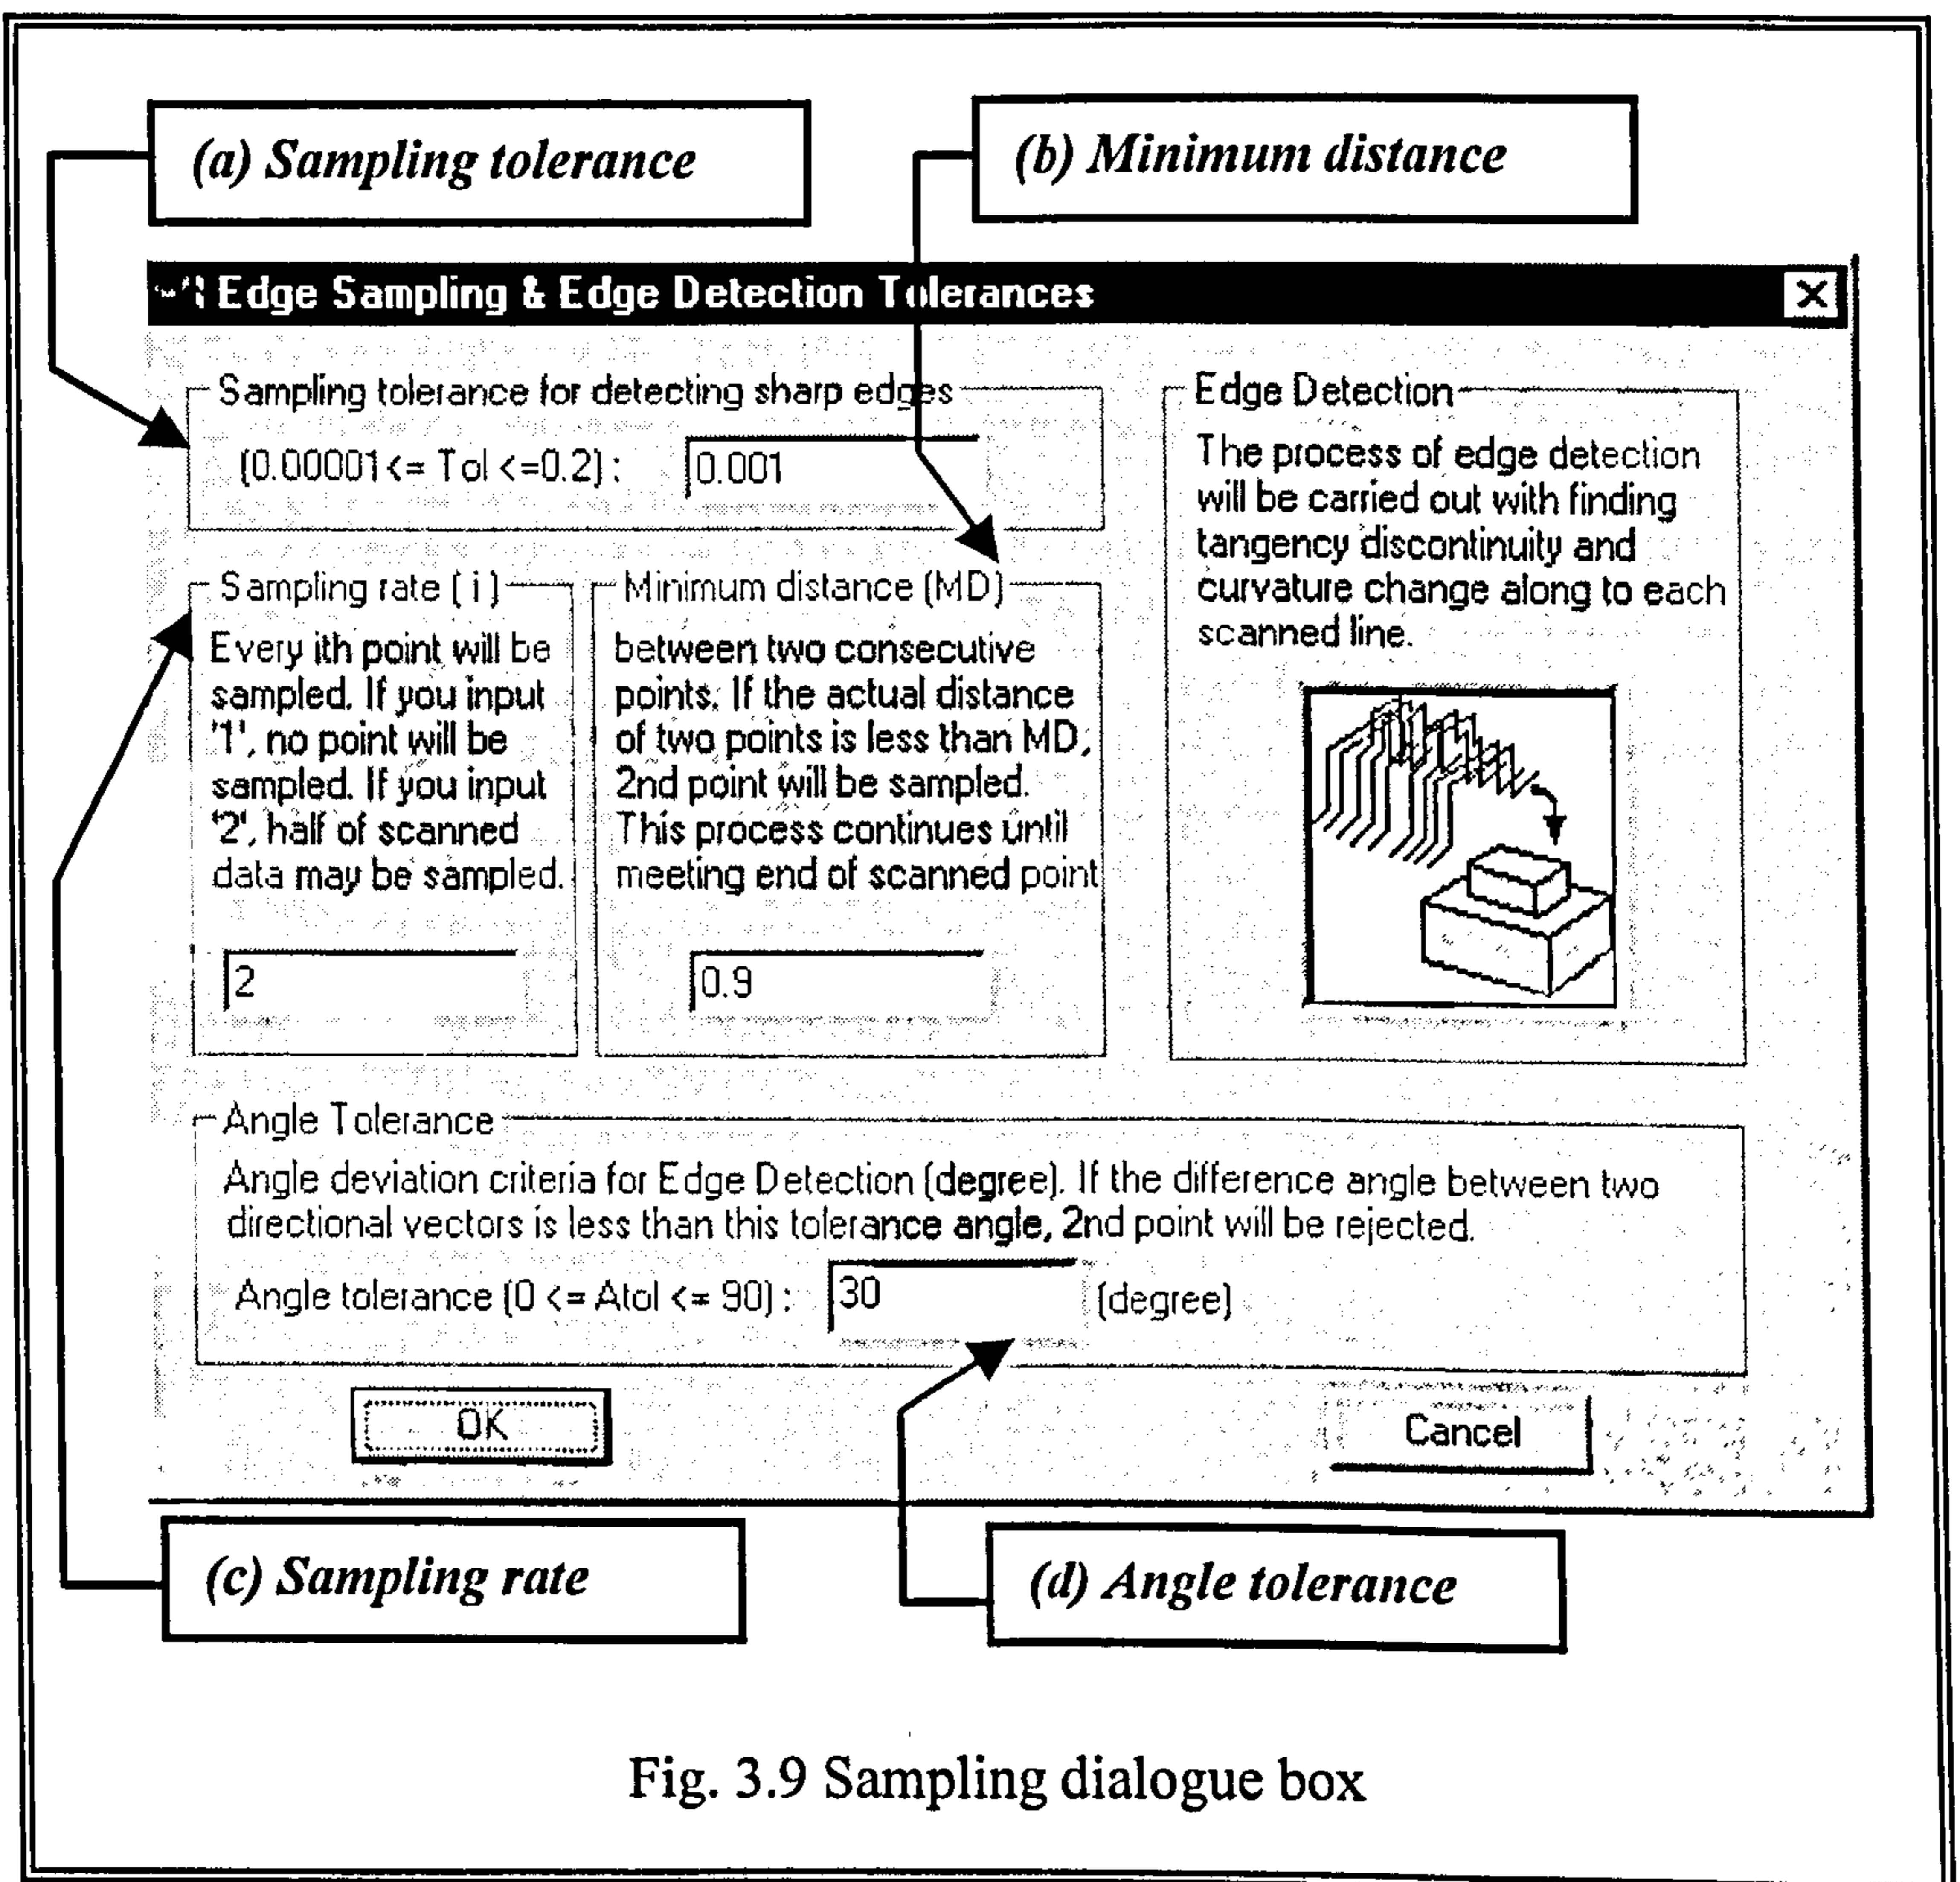 (a) Sampling tolerance
(b) Minimum distance
Edge Sampling & Edge Detection Tolerances
Sampling tolerance for detecting sharp edges
(0.00001<= Tol <=0.2) :
0.001
Sampling rate ( i )
Every ith point will be
sampled. If you input
'1', no point will be
sampled. If you input
'2', half of scanned
data may be sampled.
2
Minimum distance (MD)
between two consecutive
points. If the actual distance
of two points is less than MD,
2nd point will be sampled.
This process continues until
meeting end of scanned point
0.9
Edge Detection
The process of edge detection
will be carried out with finding
tangency discontinuity and
curvature change along to each
scanned line.
Angle Tolerance
Angle deviation criteria for Edge Detection (degree). If the difference angle between two
directional vectors is less than this tolerance angle, 2nd point will be rejected.
Angle tolerance (0 <= Atol <= 90) :
30
(degree)
OK
Cancel
(c) Sampling rate
(d) Angle tolerance
Fig. 3.9 Sampling dialogue box